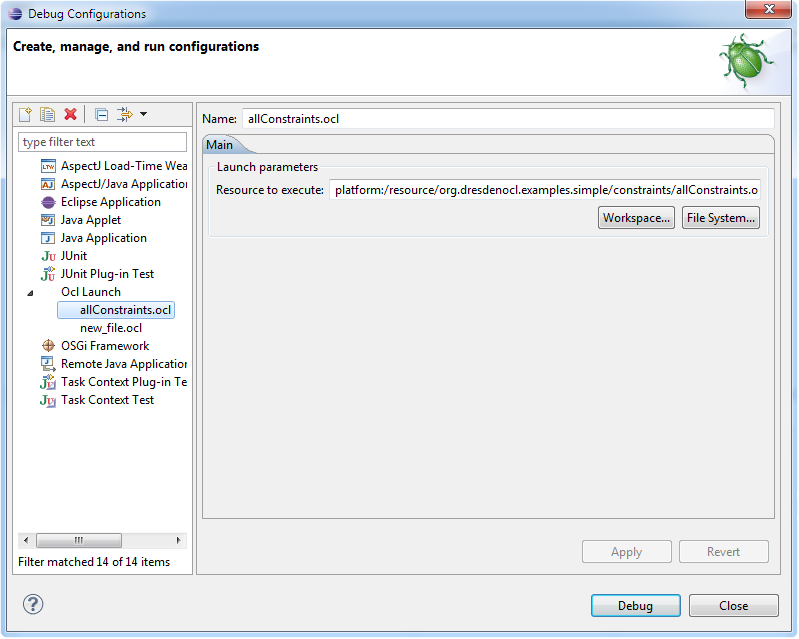 Debug Configurations
Create, manage, and run configurations
type filter text
AspectJ Load-Time Wea
AspectJ/Java Application
Eclipse Application
Java Applet
Java Application
JUnit
JUnit Plug-in Test
Ocl Launch
allConstraints.ocl
new_file.ocl
OSGi Framework
Remote Java Application
Task Context Plug-in Te
Task Context Test
Filter matched 14 of 14 items
Name: allConstraints.ocl
Main
Launch parameters
Resource to execute: platform:/resource/org.dresdenocl.examples.simple/constraints/allConstraints.o
Workspace... File System...
Apply Revert
Debug Close